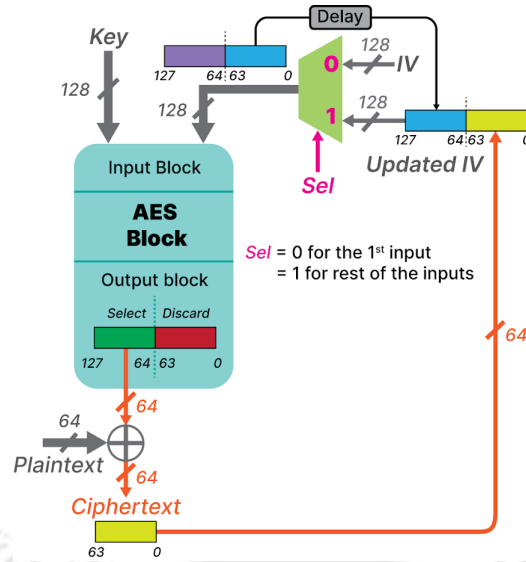 Delay
Key
127 64 63 0
128
0
128
IV
128
1
128
127 64 63 0
Updated IV
Sel
Input Block
AES
Block
Output block
Select Discard
127 64 63 0
Sel = 0 for the 1st input
= 1 for rest of the inputs
64
64
64
Plaintext
64
Ciphertext
63 0